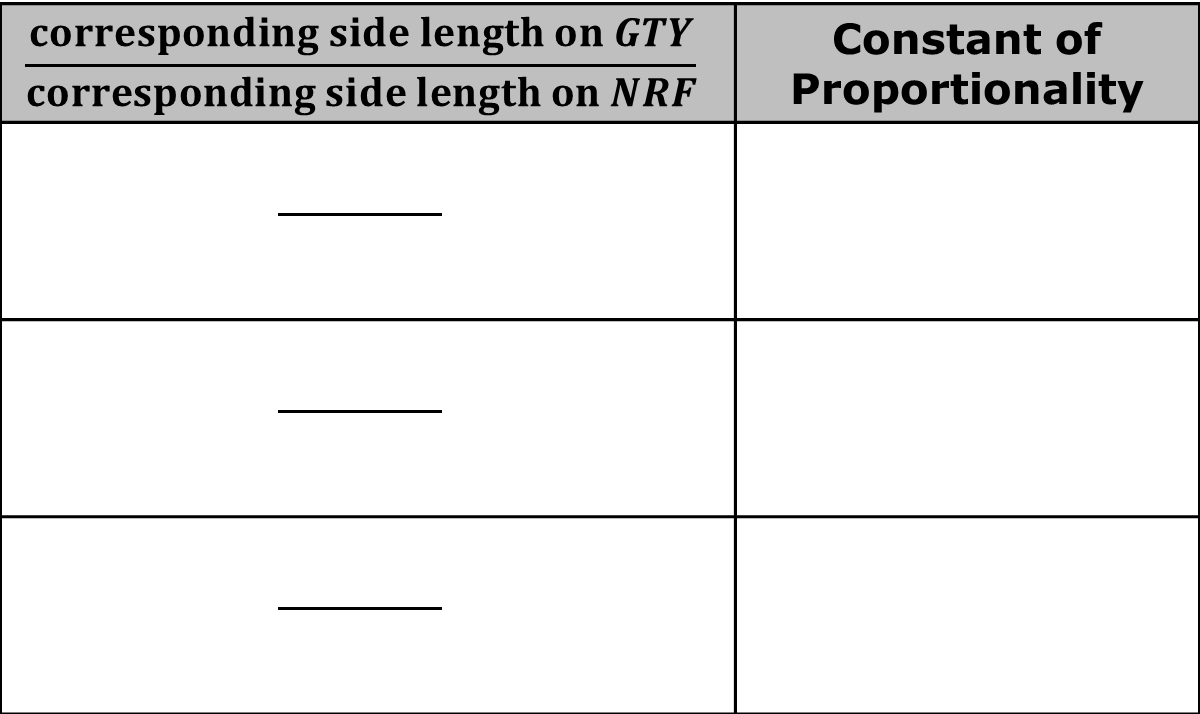 corresponding side length on GTY
corresponding side length on NRF
Constant of
Proportionality